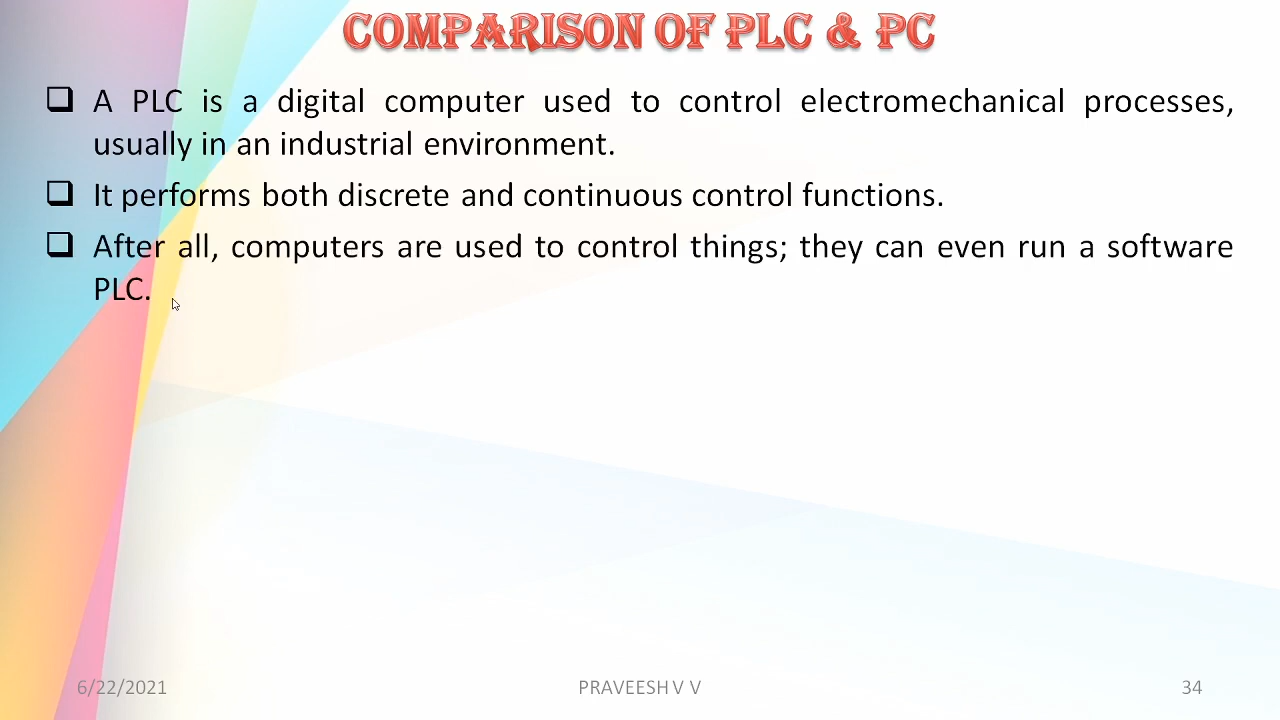 COMPARISON OF PLC & PC
❑ A PLC is a digital computer used to control electromechanical processes,
usually in an industrial environment.
❑ It performs both discrete and continuous control functions.
❑ After all, computers are used to control things; they can even run a software
PLC.
6/22/2021 PRAVEESH V V 34